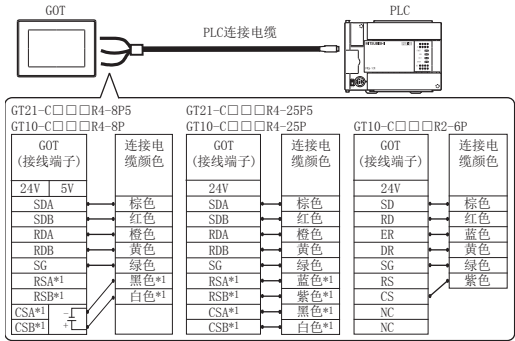 GOT
PLC连接电缆
PLC
MITSUBISHI
GT21-C□□□R4-8P5
GT10-C□□□R4-8P
GOT
(接线端子)
连接电
缆颜色
24V 5V
SDA 棕色
SDB 红色
RDA 橙色
RDB 黄色
SG 绿色
RSA*1 黑色*1
RSB*1 白色*1
CSA*1 -
CSB*1 +
GT21-C□□□R4-25P5
GT10-C□□□R4-25P
GOT
(接线端子)
连接电
缆颜色
24V
SDA 棕色
SDB 红色
RDA 橙色
RDB 黄色
SG 绿色
RSA*1 蓝色*1
RSB*1 紫色*1
CSA*1 黑色*1
CSB*1 白色*1
GT10-C□□□R2-6P
GOT
(接线端子)
连接电
缆颜色
24V
SD 棕色
RD 红色
ER 蓝色
DR 黄色
SG 绿色
RS 紫色
CS
NC
NC